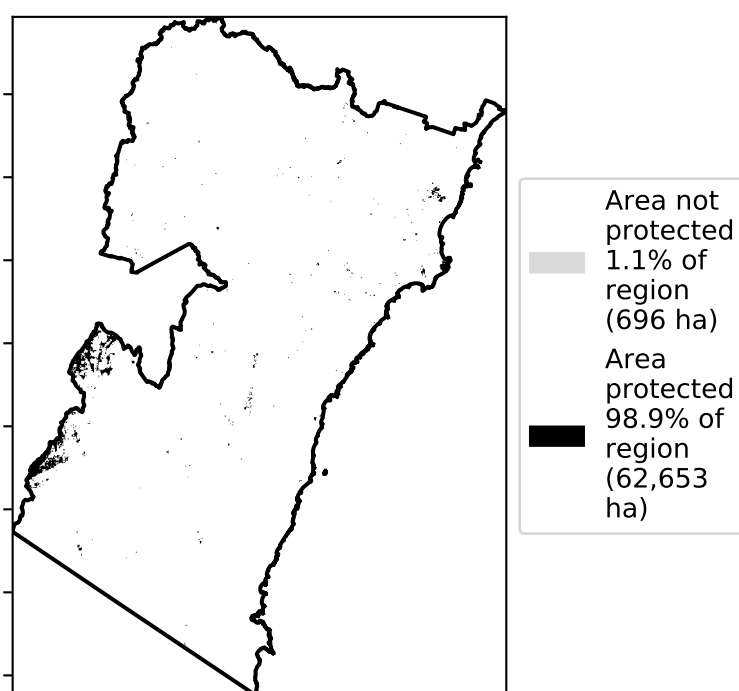 Area not
protected
1.1% of
region
(696 ha)
Area
protected
98.9% of
region
(62,653
ha)